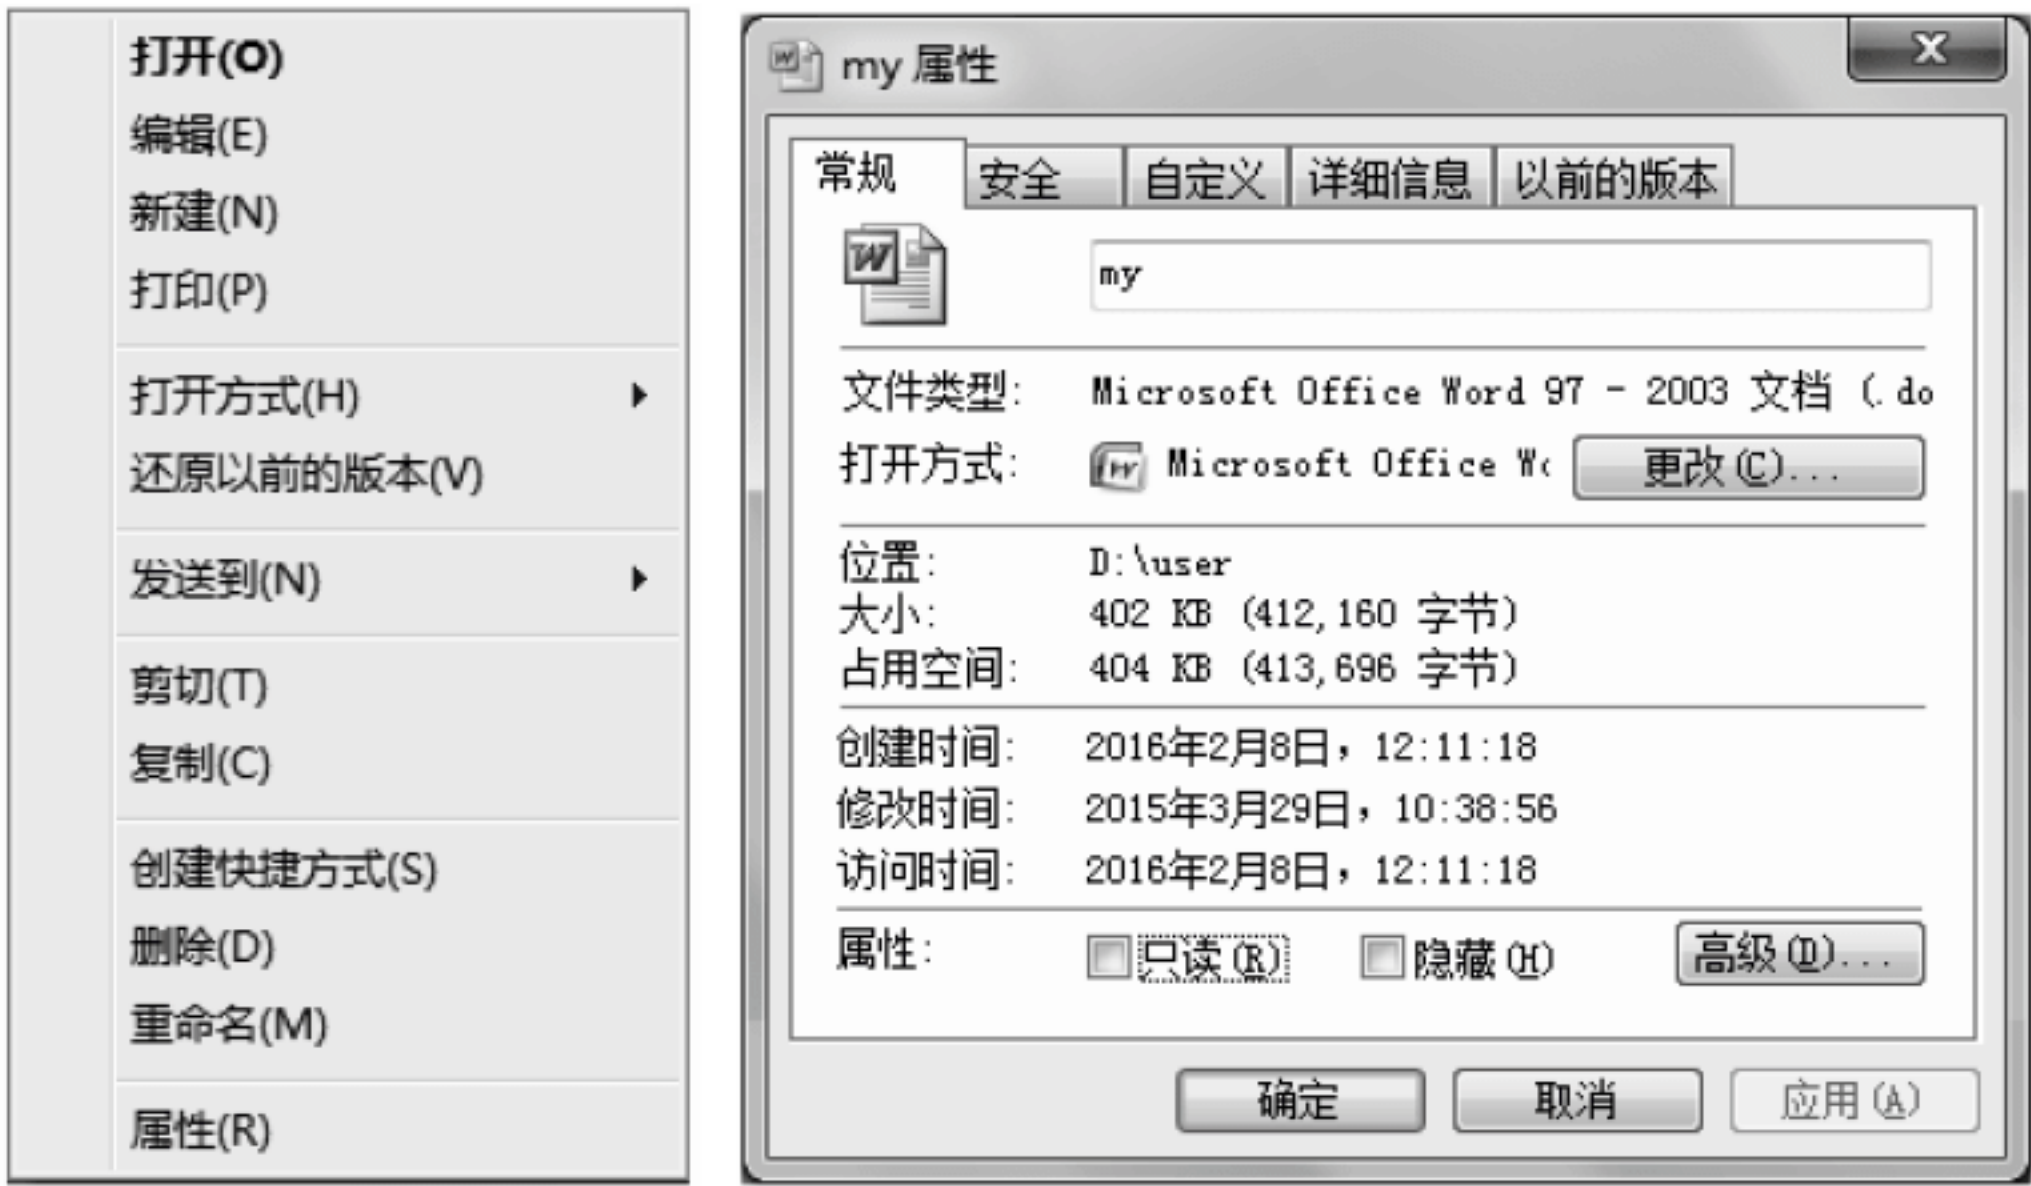 打开(O)
编辑(E)
新建(N)
打印(P)
打开方式(H)
还原以前的版本(V)
发送到(N)
剪切(T)
复制(C)
创建快捷方式(S)
删除(D)
重命名(M)
属性(R)
my 属性
常规 安全 自定义 详细信息 以前的版本
my
文件类型: Microsoft Office Word 97 - 2003 文档 (.do
打开方式: Microsoft Office Wo 更改(C)...
位置: D:\user
大小: 402 KB (412,160 字节)
占用空间: 404 KB (413,696 字节)
创建时间: 2016年2月8日，12:11:18
修改时间: 2015年3月29日，10:38:56
访问时间: 2016年2月8日，12:11:18
属性: 只读(R) 隐藏(H) 高级(D)...
确定 取消 应用(A)